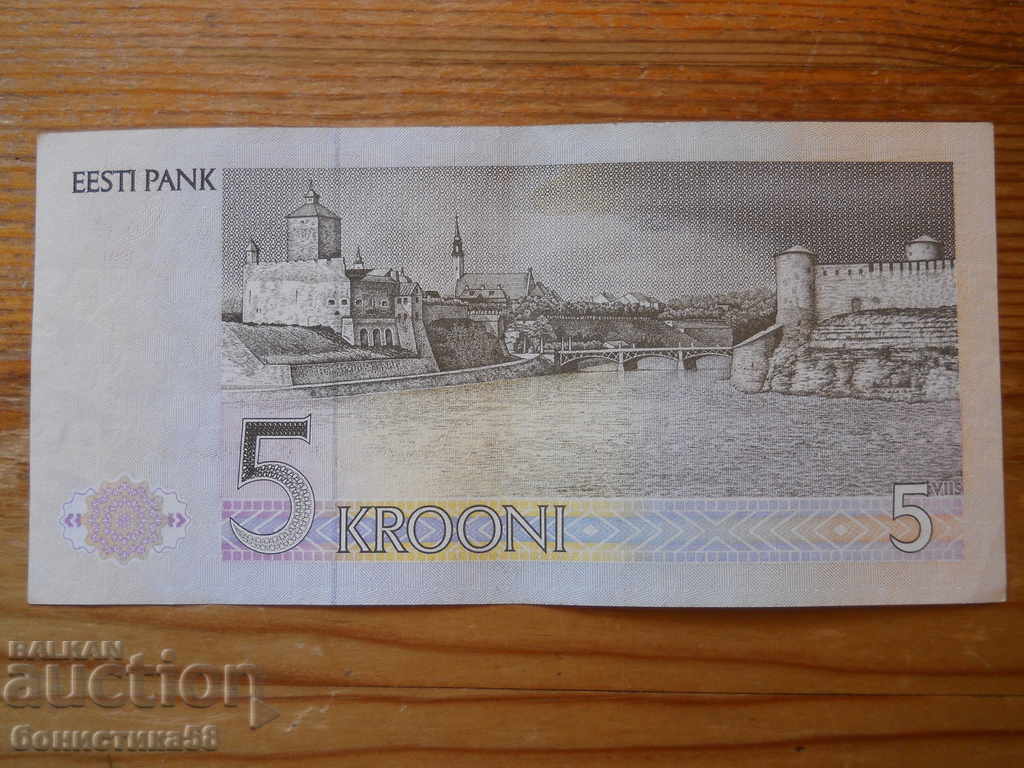 EESTI PANK
5 KROONI
5 VIIS
BALKAN
auction
бонистика58